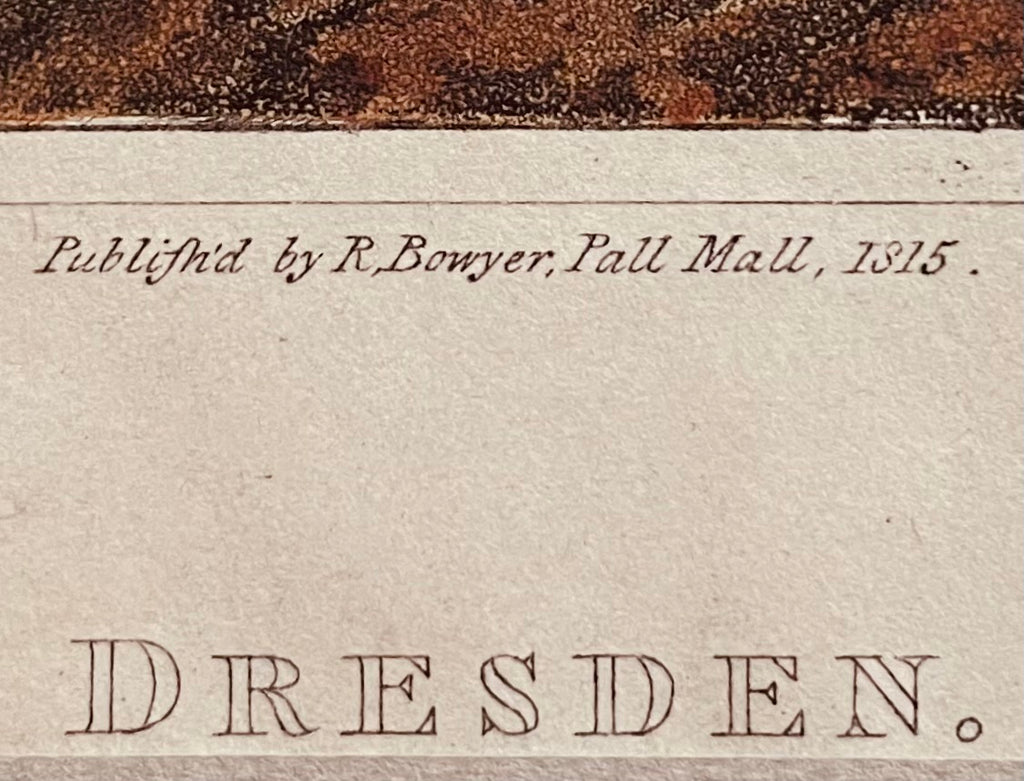 Publiſh'd by R, Bowyer, Pall Mall, 1815.
DRESDEN.